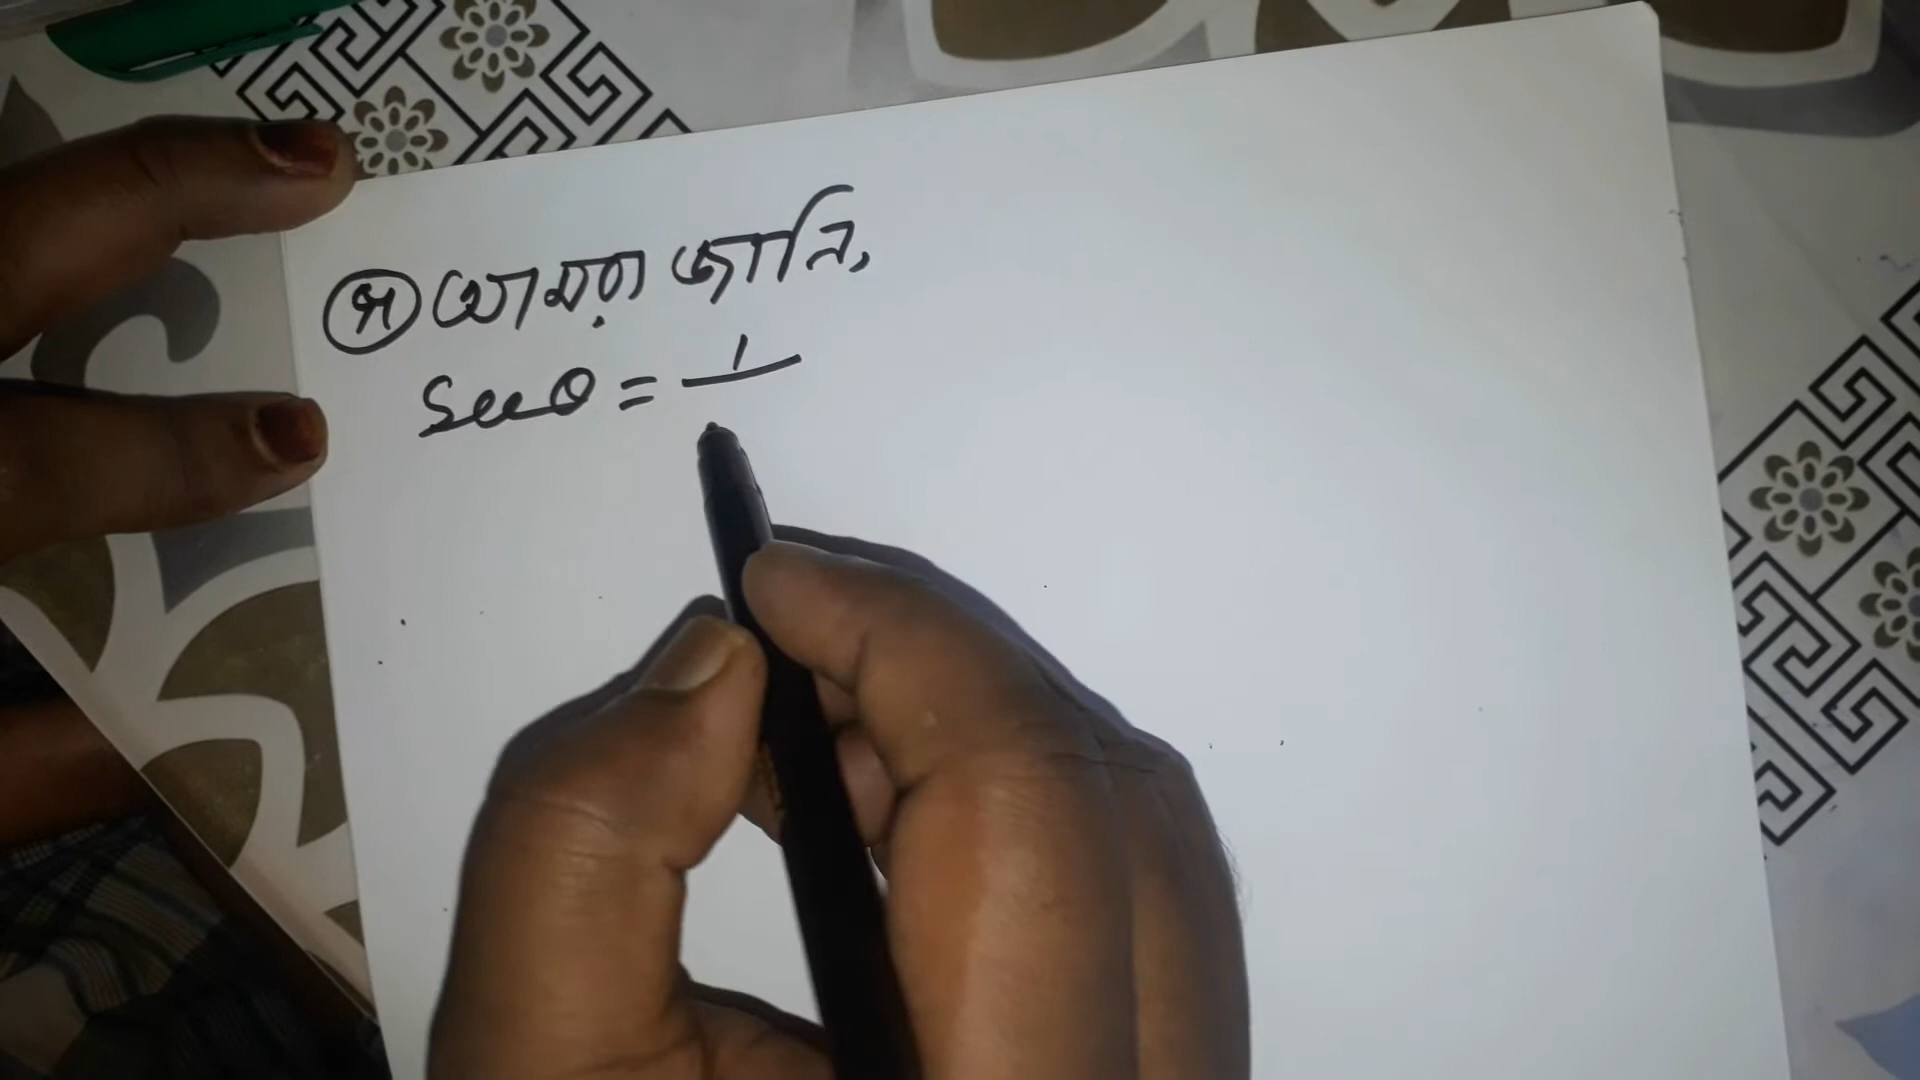 আমরা জানি,
Secθ = 1/